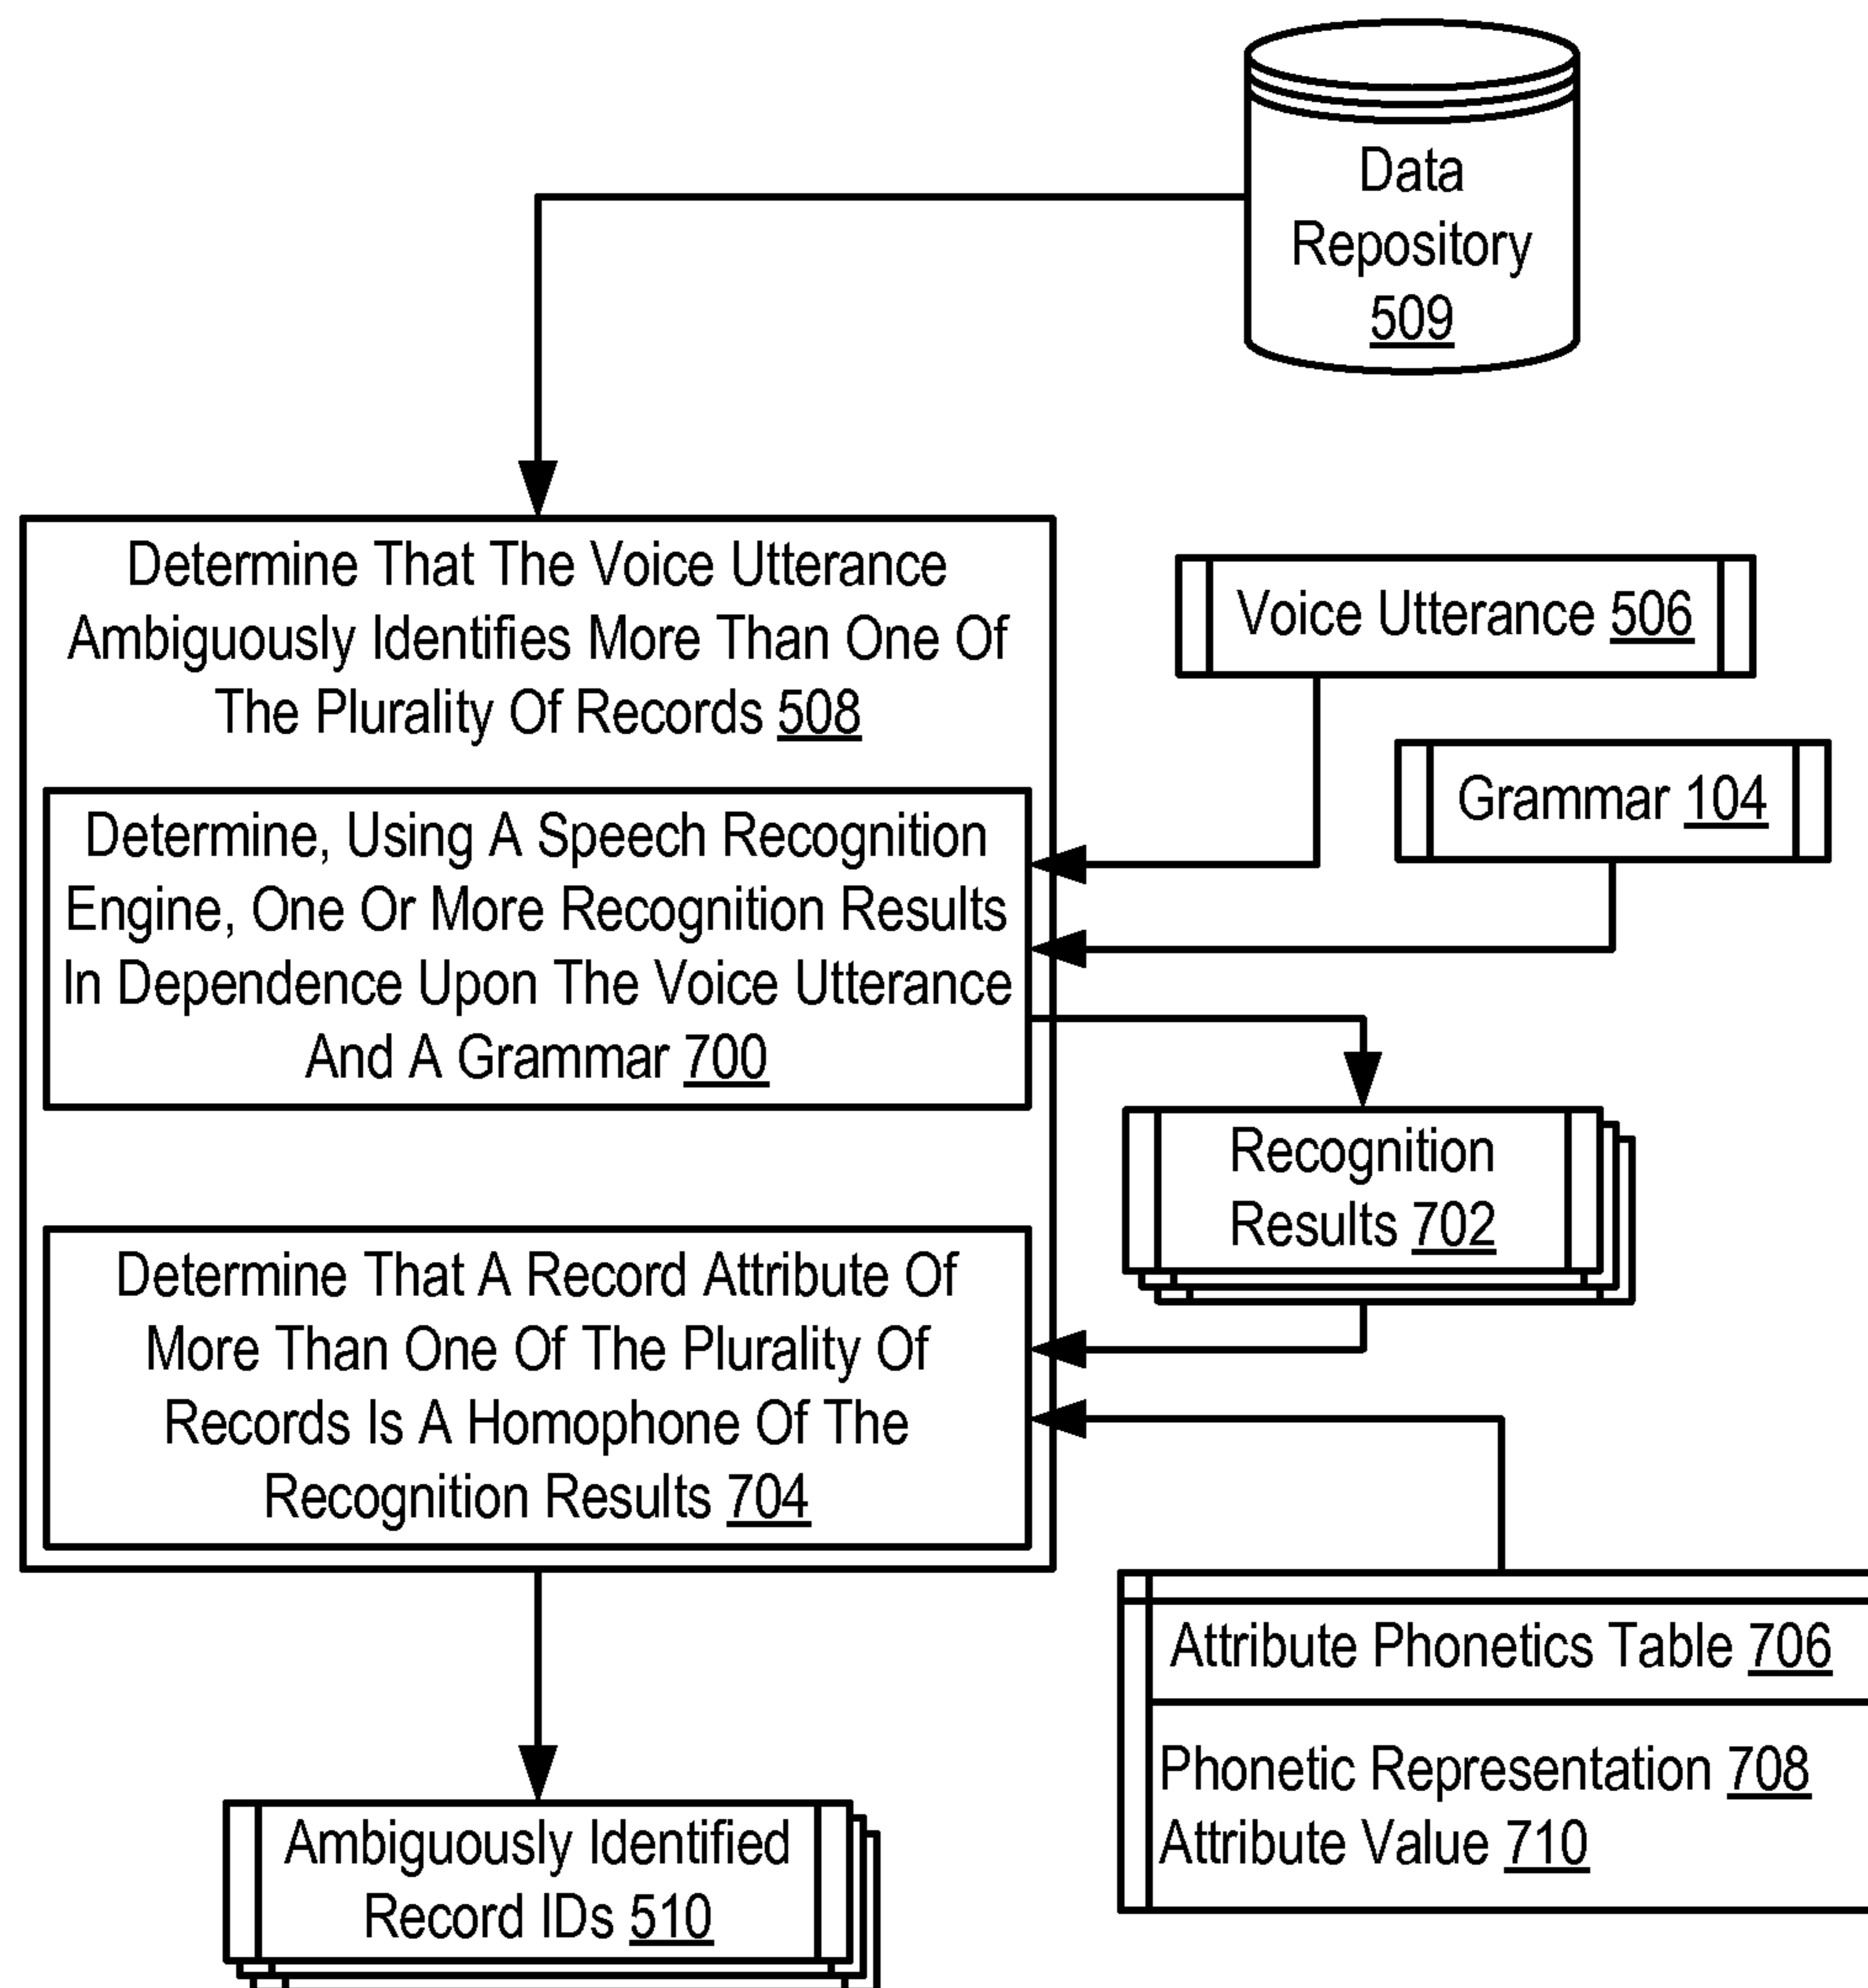 Data
Repository
509
Determine That The Voice Utterance
Ambiguously Identifies More Than One Of
The Plurality Of Records 508
Voice Utterance 506
Grammar 104
Determine, Using A Speech Recognition
Engine, One Or More Recognition Results
In Dependence Upon The Voice Utterance
And A Grammar 700
Recognition
Results 702
Determine That A Record Attribute Of
More Than One Of The Plurality Of
Records Is A Homophone Of The
Recognition Results 704
Attribute Phonetics Table 706
Phonetic Representation 708
Attribute Value 710
Ambiguously Identified
Record IDs 510